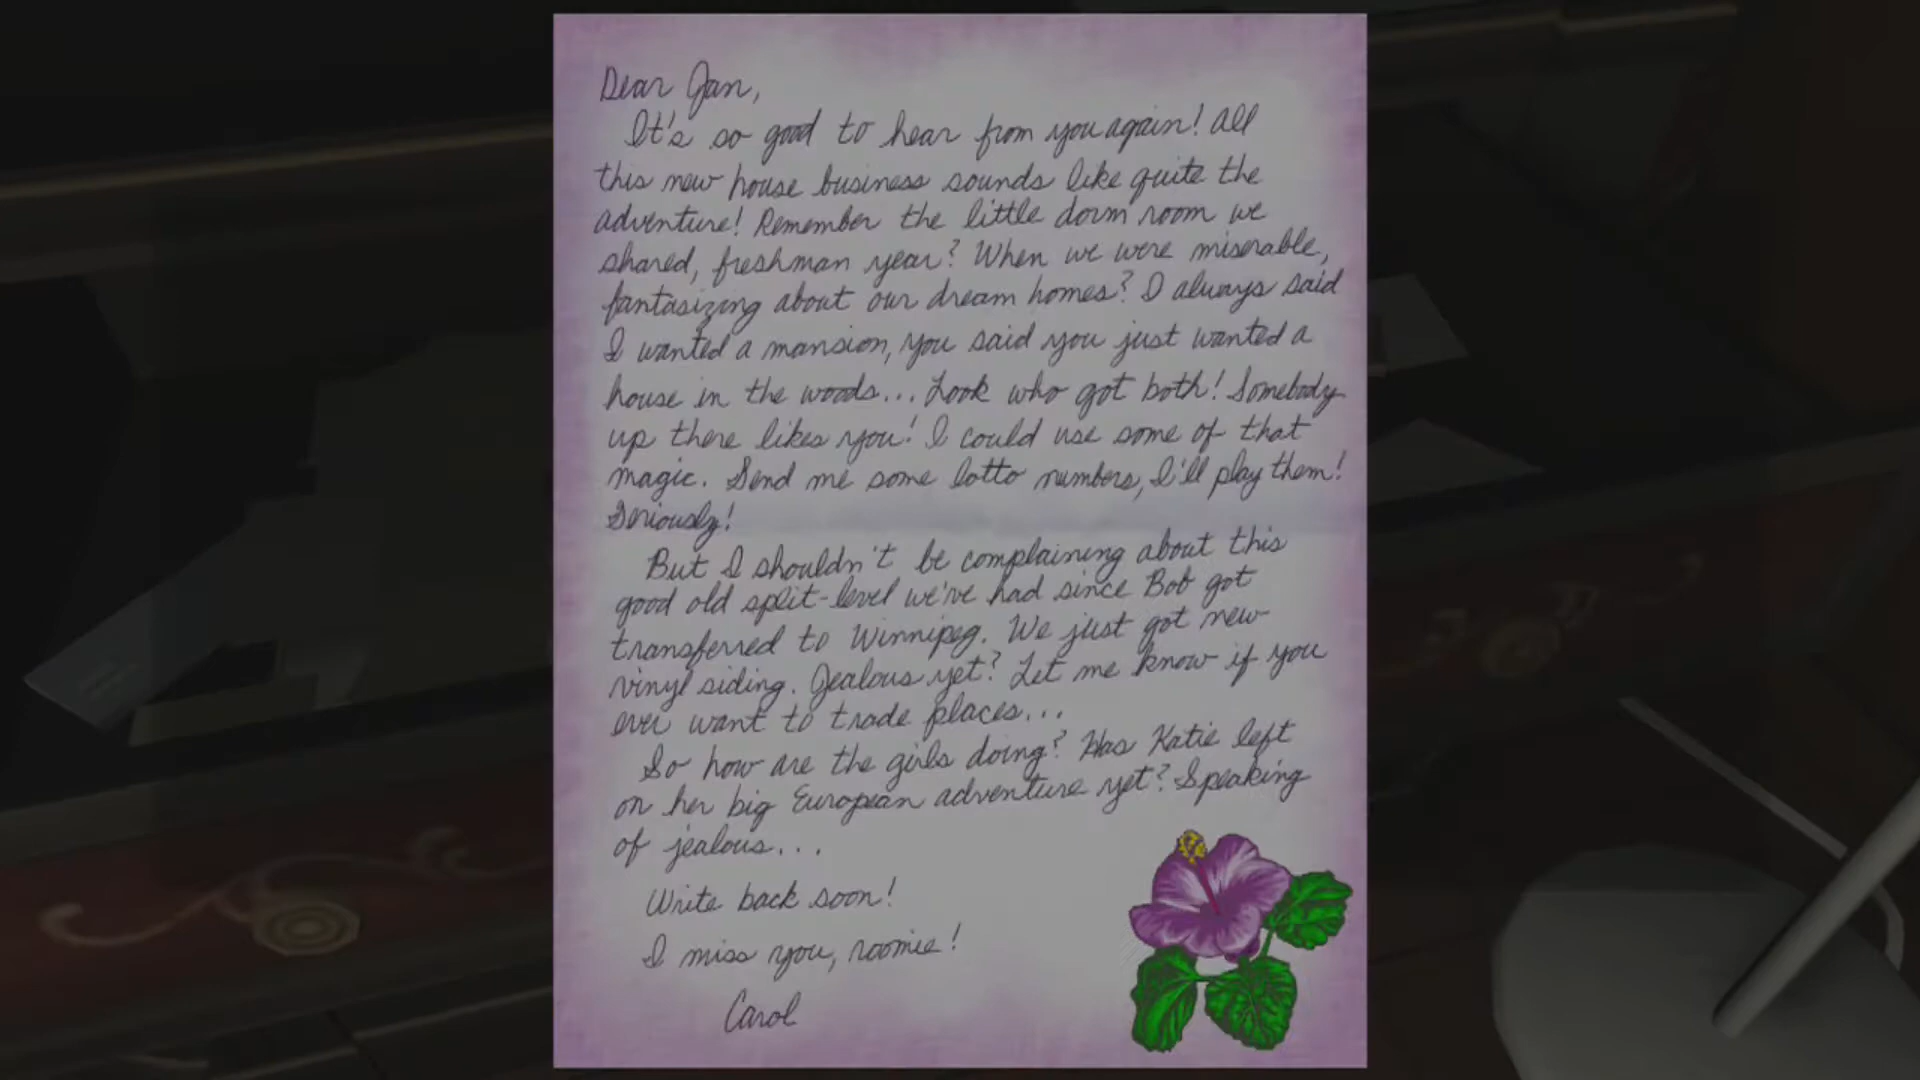 Dear Jan,
It's so good to hear from you again! All
this new house business sounds like quite the
adventure! Remember the little dorm room we
shared, freshman year? When we were miserable,
fantasizing about our dream homes? I always said
I wanted a mansion, you said you just wanted a
house in the woods... Look who got both! Somebody
up there likes you! I could use some of that
magic. Send me some lotto numbers, I'll play them!
Seriously!
But I shouldn't be complaining about this
good old split-level we've had since Bob got
transferred to Winnipeg. We just got new
vinyl siding. Jealous yet? Let me know if you
ever want to trade places...
So how are the girls doing? Has Katie left
on her big European adventure yet? Speaking
of jealous...
Write back soon!
I miss you, roomie!
Carol